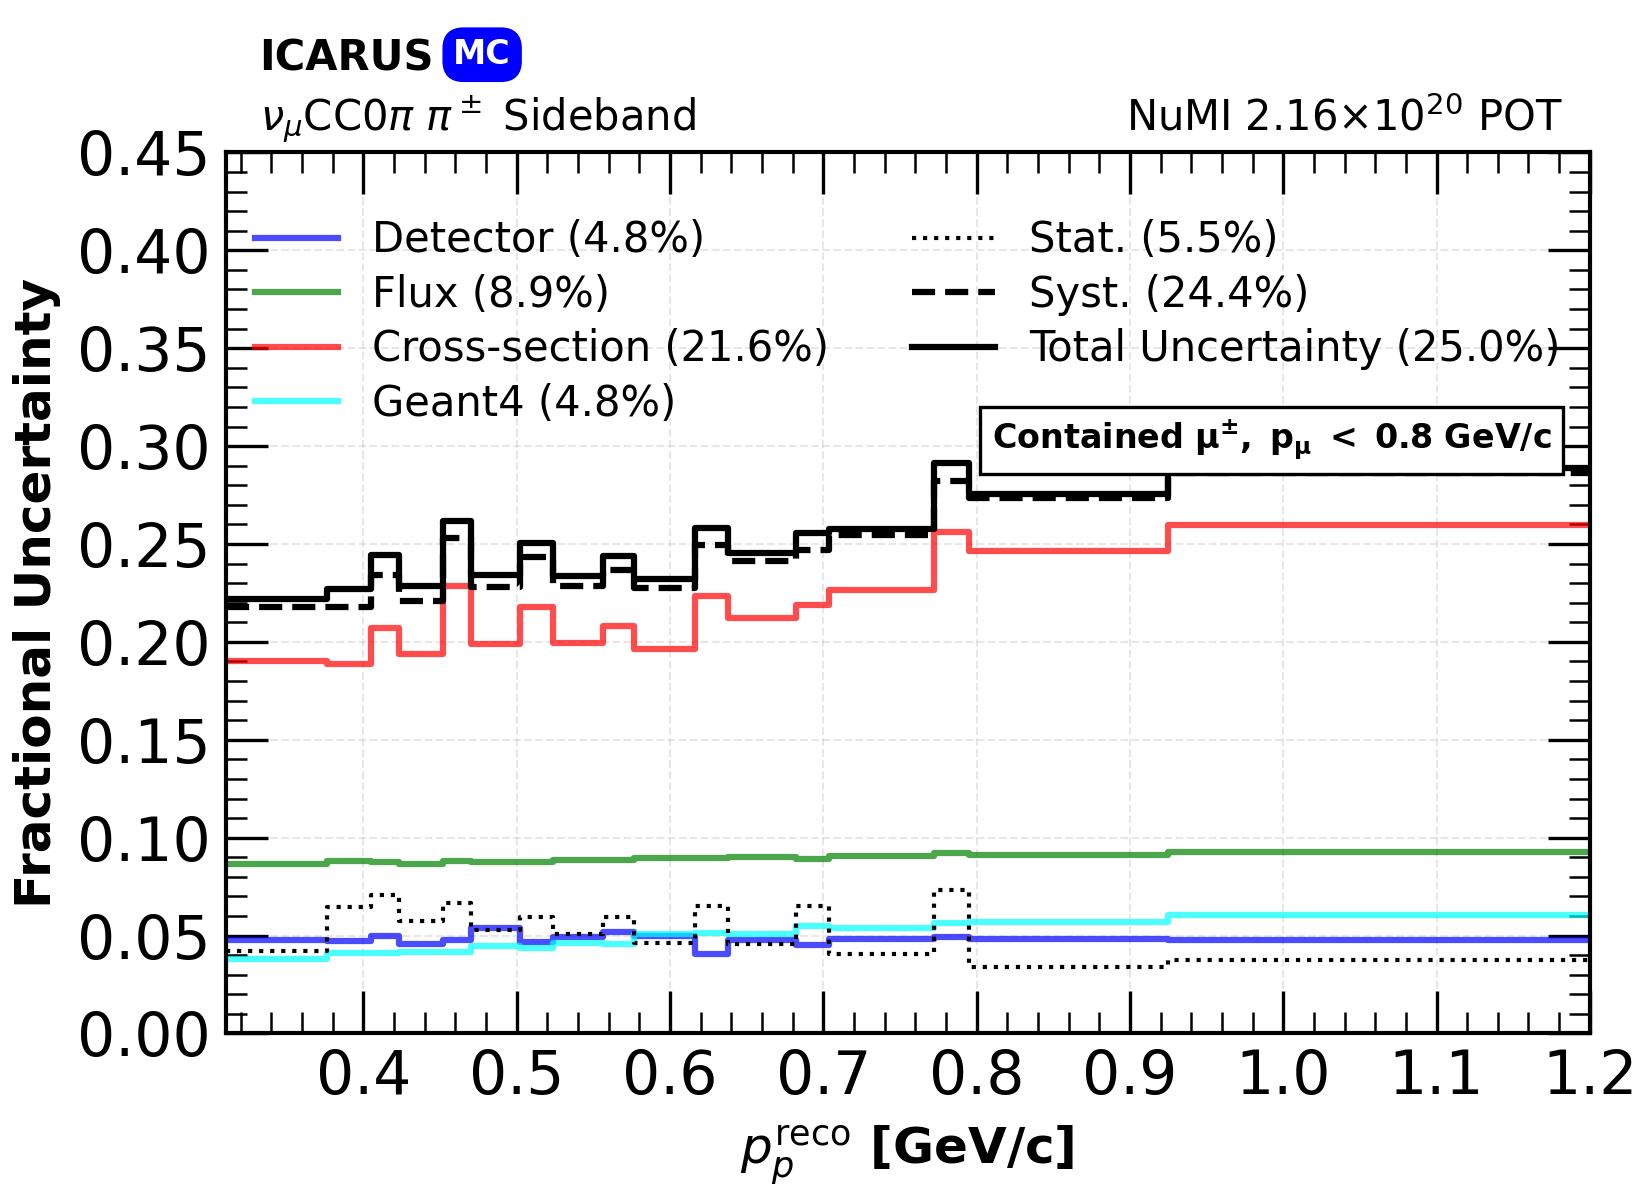 ICARUS MC
νμCC0π π± Sideband
NuMI 2.16×10²⁰ POT
0.45
0.40
0.35
0.30
0.25
0.20
0.15
0.10
0.05
0.00
Fractional Uncertainty
Detector (4.8%)
Flux (8.9%)
Cross-section (21.6%)
Geant4 (4.8%)
Stat. (5.5%)
Syst. (24.4%)
Total Uncertainty (25.0%)
Contained μ±, pμ < 0.8 GeV/c
0.4 0.5 0.6 0.7 0.8 0.9 1.0 1.1 1.2
p_p^reco [GeV/c]